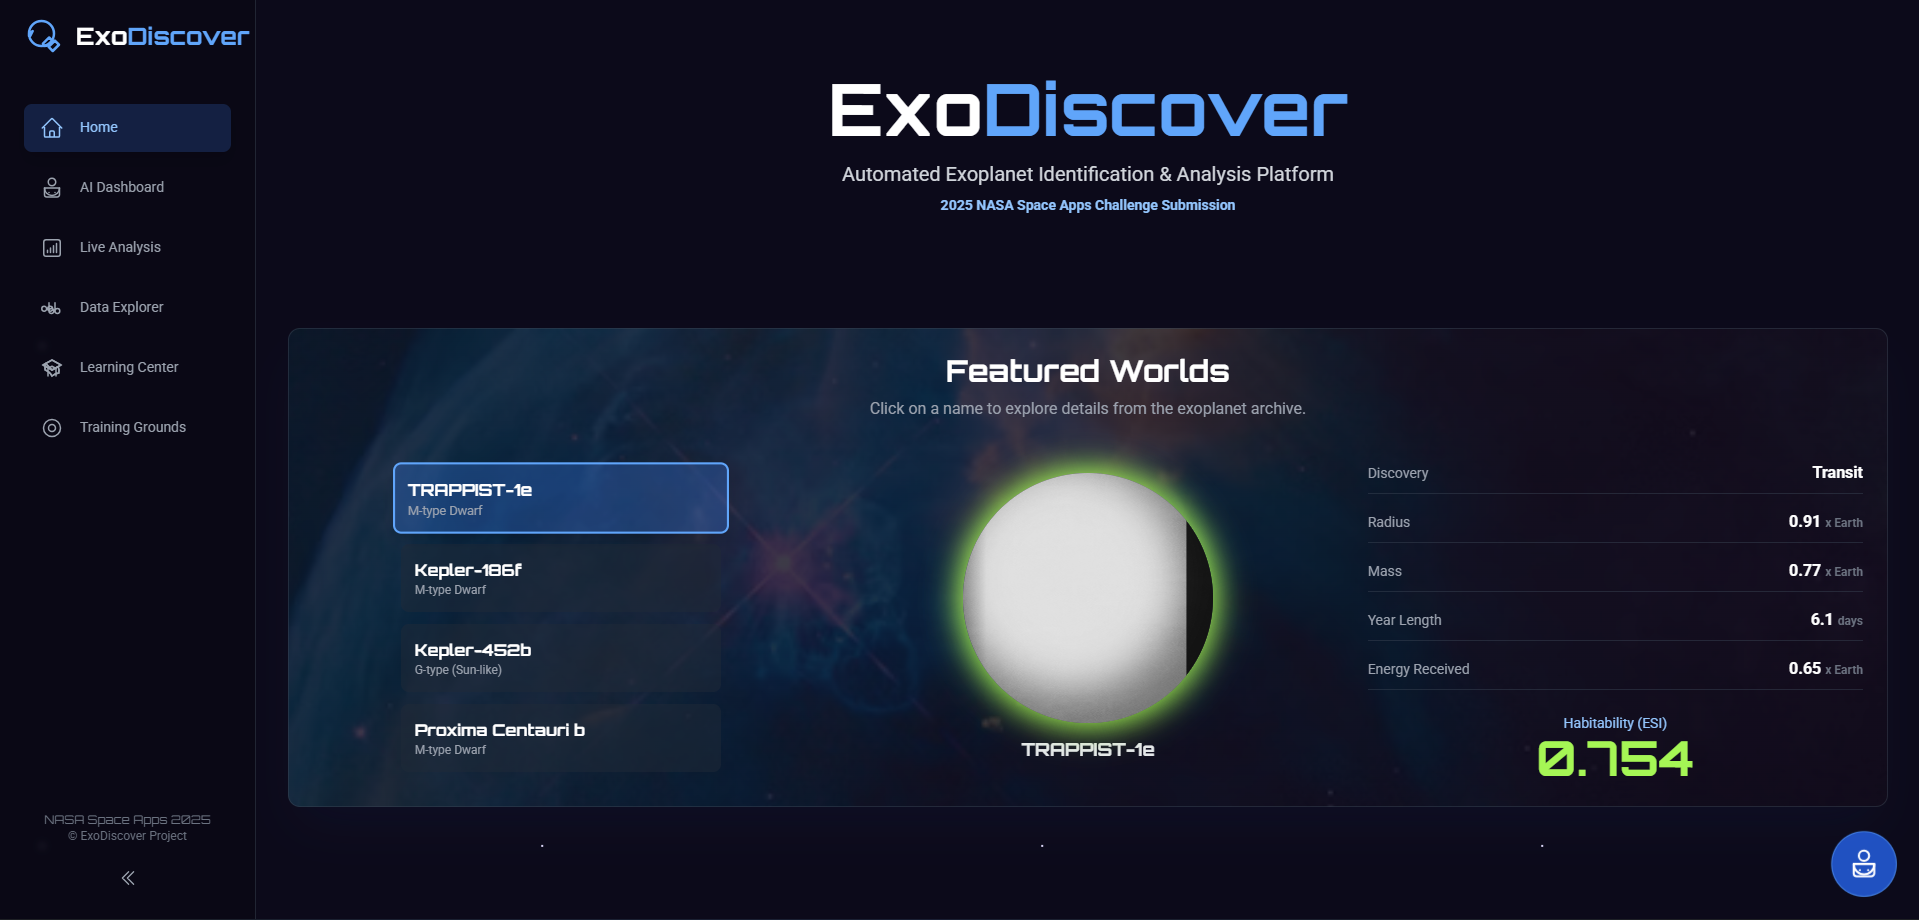 ExoDiscover
Home
AI Dashboard
Live Analysis
Data Explorer
Learning Center
Training Grounds
NASA Space Apps 2025
© ExoDiscover Project
ExoDiscover
Automated Exoplanet Identification & Analysis Platform
2025 NASA Space Apps Challenge Submission
Featured Worlds
Click on a name to explore details from the exoplanet archive.
TRAPPIST-1e
M-type Dwarf
Kepler-186f
M-type Dwarf
Kepler-452b
G-type (Sun-like)
Proxima Centauri b
M-type Dwarf
TRAPPIST-1e
Discovery Transit
Radius 0.91 x Earth
Mass 0.77 x Earth
Year Length 6.1 days
Energy Received 0.65 x Earth
Habitability (ESI)
0.754